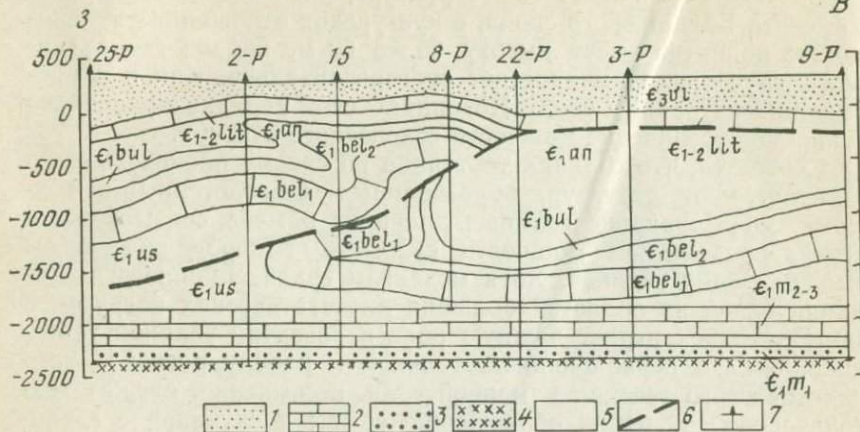 З В
25-Р 2-Р 15 8-Р 22-Р 3-Р 9-Р
500
0
-500
-1000
-1500
-2000
-2500
Є₃vl
Є₁₋₂lit Є₁an Є₁bel₂ Є₁an Є₁₋₂lit
Є₁bul
Є₁bel₁ Є₁bul
Є₁us Є₁bel₁ Є₁bel₂
Є₁us Є₁bel₁ Є₁m₂₋₃
Є₁m₁
1 2 3 4 5 6 7